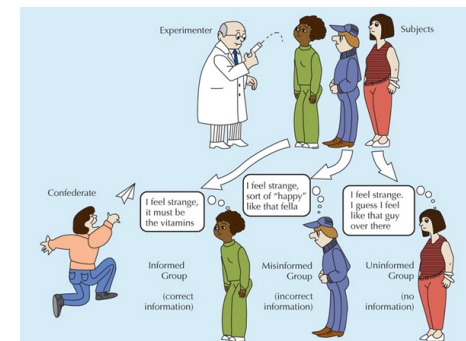 Experimenter
Subjects
Confederate
I feel strange,
it must be
the vitamins
I feel strange,
sort of "happy"
like that fella
I feel strange.
I guess I feel
like that guy
over there
Informed
Group
(correct
information)
Misinformed
Group
(incorrect
information)
Uninformed
Group
(no
information)